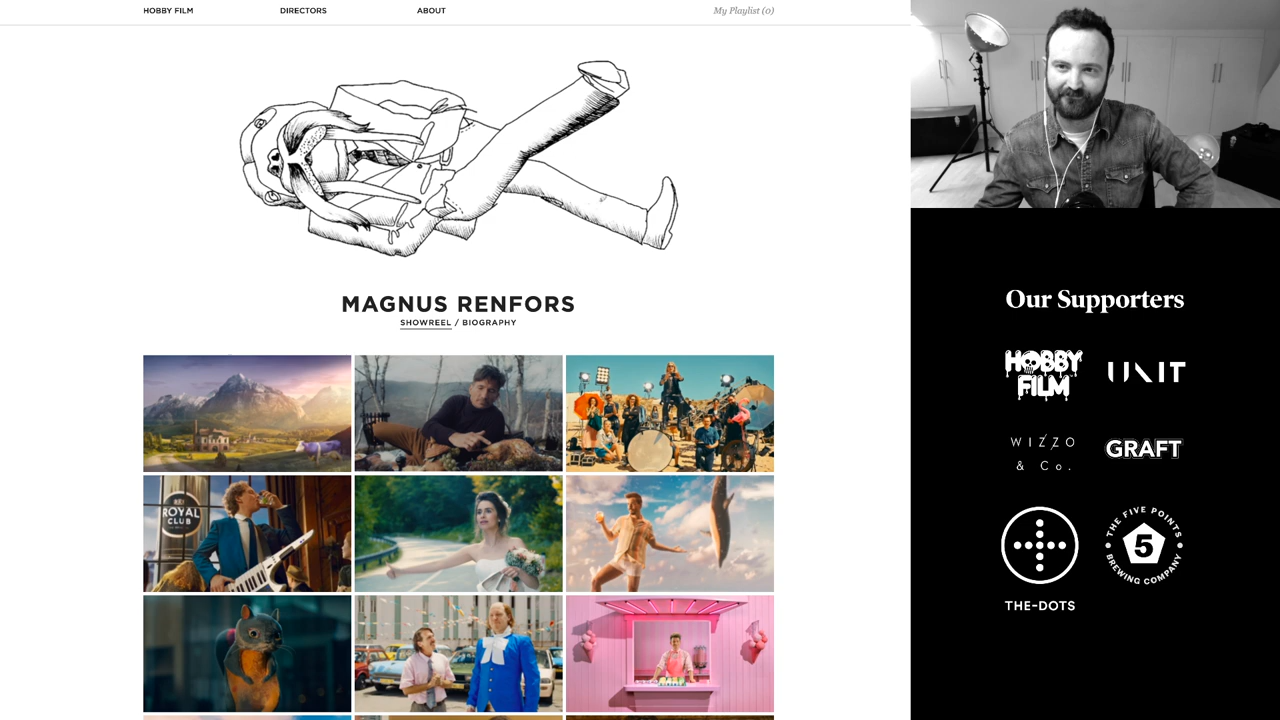 HOBBY FILM
DIRECTORS
ABOUT
My Playlist (0)
MAGNUS RENFORS
SHOWREEL / BIOGRAPHY
ROYAL
CLUB
Our Supporters
HOBBY
FILM
UNIT
WIZZO
& Co.
GRAFT
THE-DOTS
THE FIVE POINTS
5
BREWING COMPANY